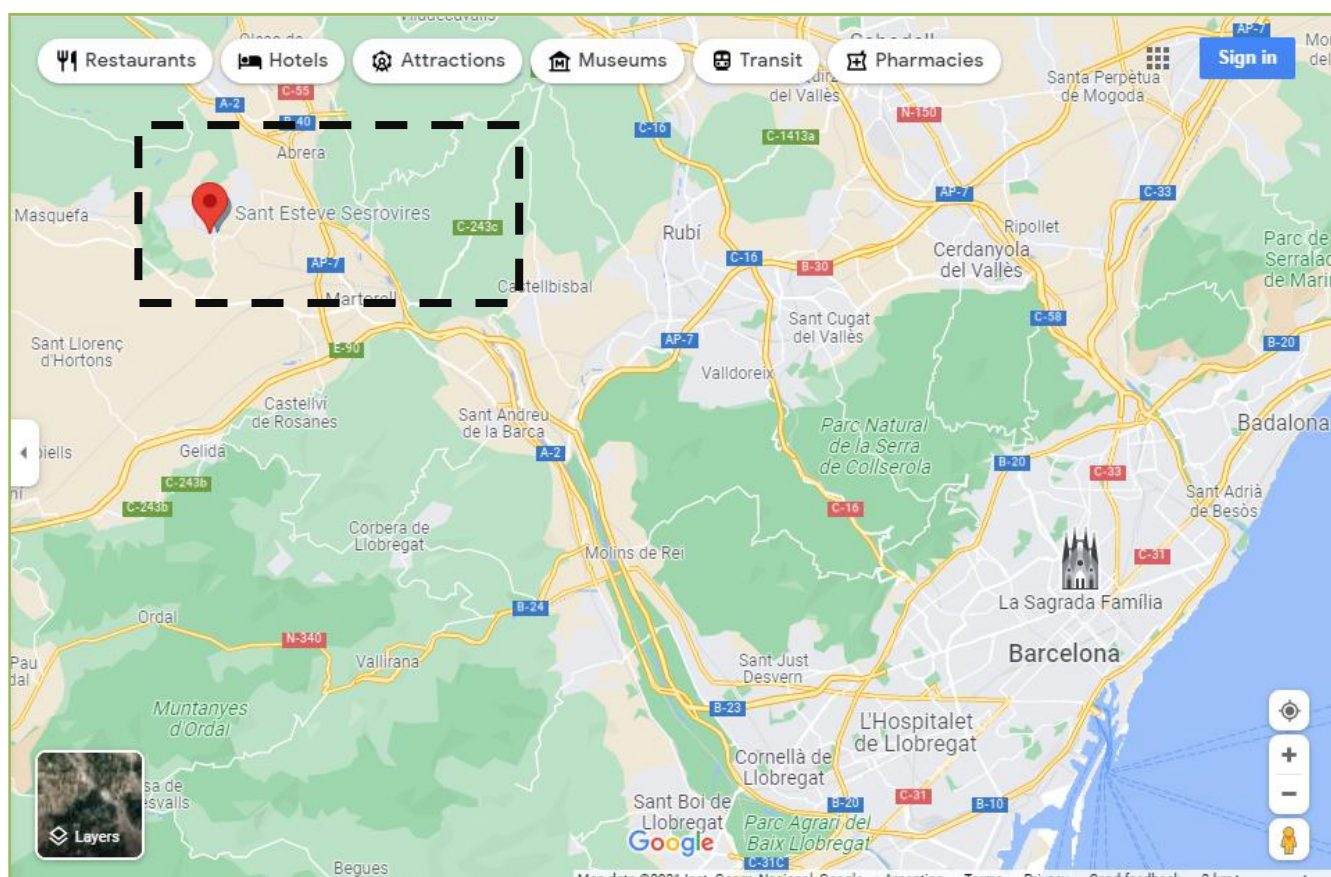 Restaurants
Hotels
Attractions
Museums
Transit
Pharmacies
Sign in
AP-7
A-2
C-55
B-40
Abrera
C-16
del Vallès
N-150
C-1413a
Santa Perpètua
de Mogoda
Masquefa
Sant Esteve Sesrovires
C-243c
AP-7
Martorell
Castellbisbal
Rubí
C-16
B-30
AP-7
Cerdanyola
del Vallès
Ripollet
C-33
Parc de
Sant Llorenç
d'Hortons
E-90
Sant Cugat
del Vallès
AP-7
Valldoreix
C-58
B-20
Castellví
de Rosanes
Gelida
Sant Andreu
de la Barca
A-2
Parc Natural
de la Serra
de Collserola
B-20
C-33
Badalona
C-243b
C-243b
Corbera de
Llobregat
C-16
Sant Adrià
de Besòs
Molins de Rei
C-31
La Sagrada Família
Barcelona
Ordal
N-340
B-24
Vallirana
Sant Just
Desvern
Muntanyes
d'Ordal
B-23
L'Hospitalet
de Llobregat
Cornellà de
Llobregat
Sant Boi de
Llobregat
B-20
C-31
B-10
Parc Agrari del
Baix Llobregat
Google
C-31C
Begues
Layers